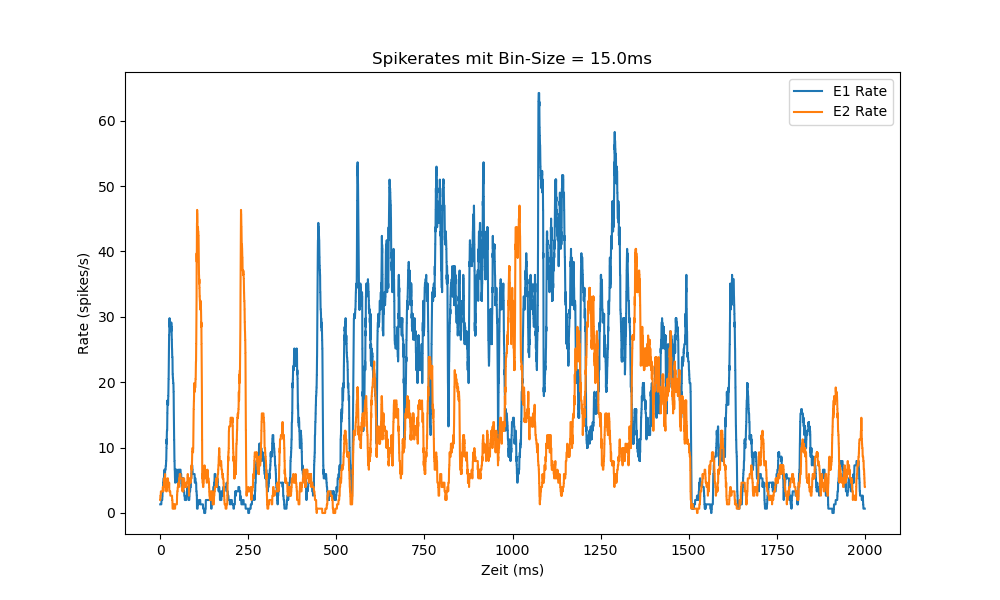 Spikerates mit Bin-Size = 15.0ms
E1 Rate
E2 Rate
Rate (spikes/s)
60
50
40
30
20
10
0
0 250 500 750 1000 1250 1500 1750 2000
Zeit (ms)